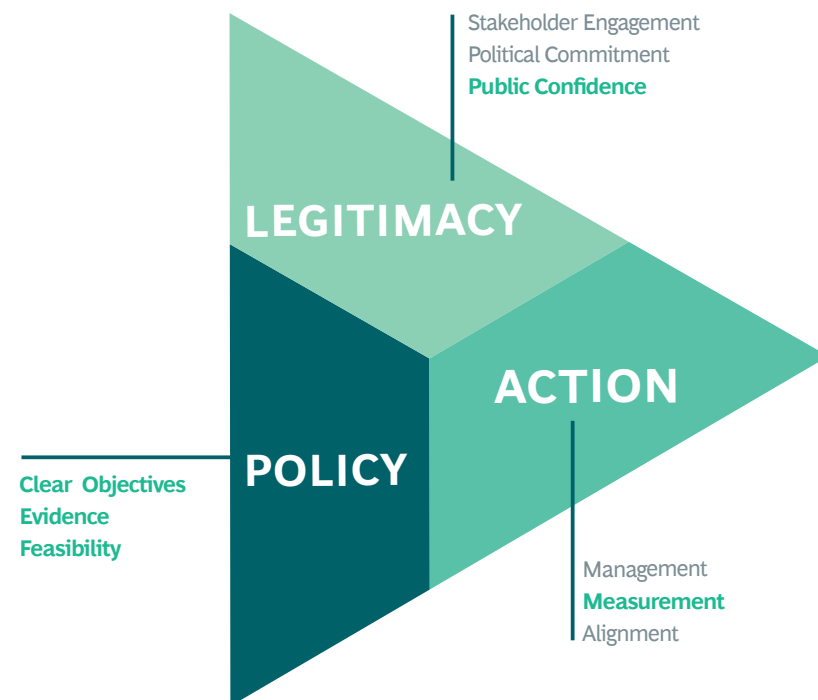 Stakeholder Engagement
Political Commitment
Public Confidence
LEGITIMACY
ACTION
POLICY
Clear Objectives
Evidence
Feasibility
Management
Measurement
Alignment